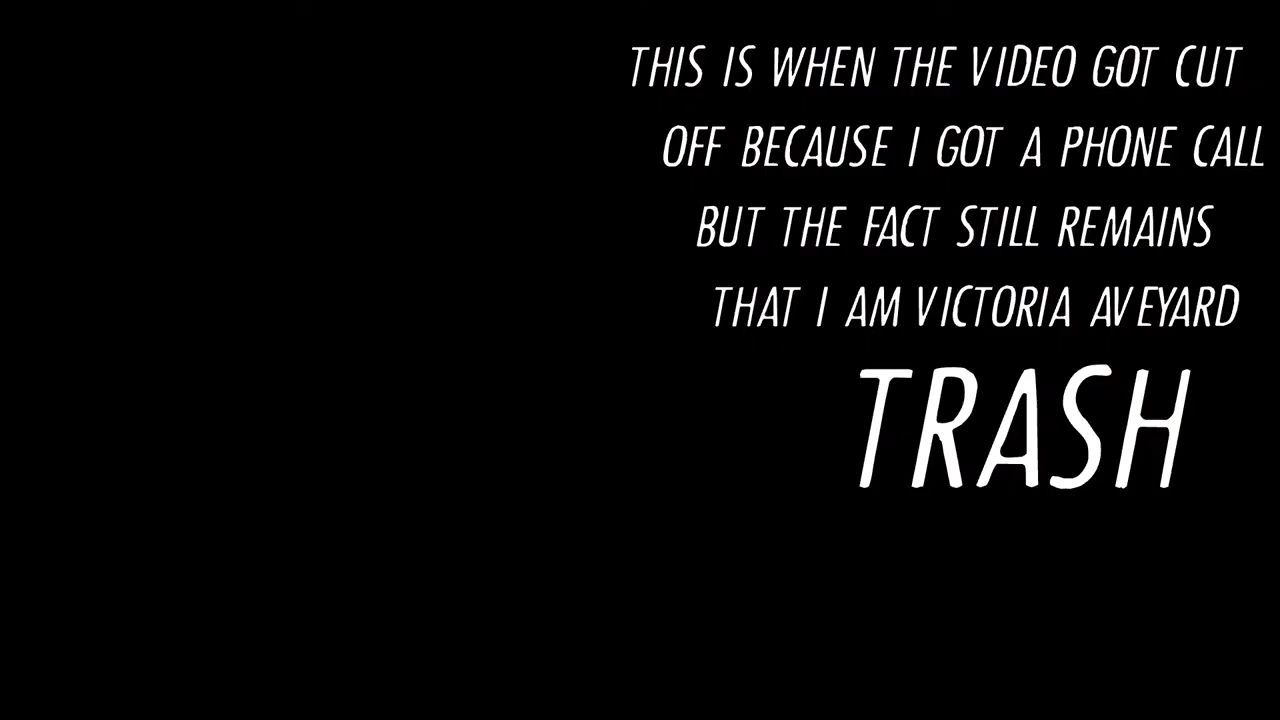 THIS IS WHEN THE VIDEO GOT CUT
OFF BECAUSE I GOT A PHONE CALL
BUT THE FACT STILL REMAINS
THAT I AM VICTORIA AVEYARD
TRASH